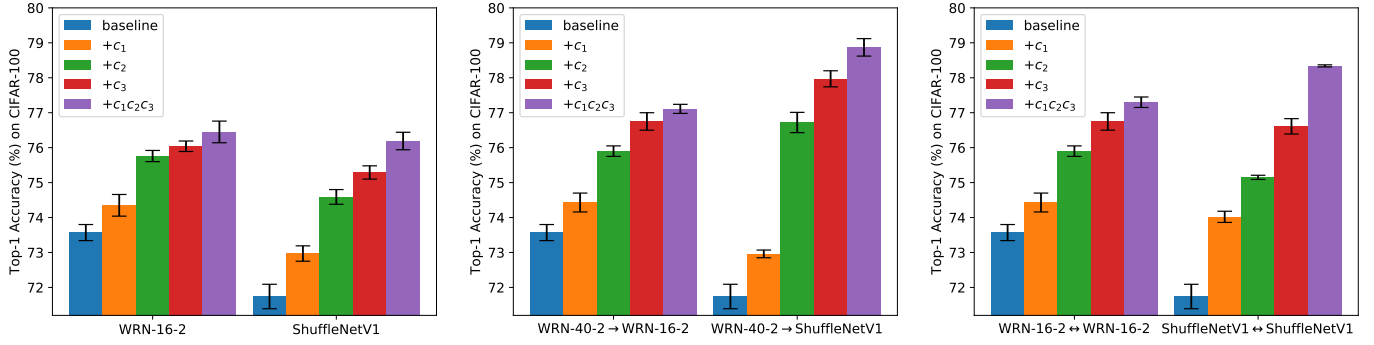 Top-1 Accuracy (%) on CIFAR-100
80
79
78
77
76
75
74
73
72
baseline
+c₁
+c₂
+c₃
+c₁c₂c₃
WRN-16-2
ShuffleNetV1
Top-1 Accuracy (%) on CIFAR-100
80
79
78
77
76
75
74
73
72
baseline
+c₁
+c₂
+c₃
+c₁c₂c₃
WRN-40-2→WRN-16-2
WRN-40-2→ShuffleNetV1
Top-1 Accuracy (%) on CIFAR-100
80
79
78
77
76
75
74
73
72
baseline
+c₁
+c₂
+c₃
+c₁c₂c₃
WRN-16-2↔WRN-16-2
ShuffleNetV1↔ShuffleNetV1